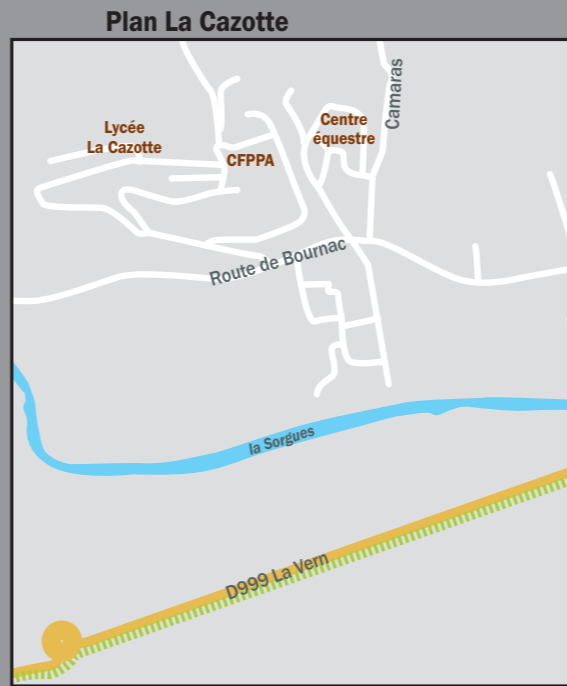 Plan La Cazotte
Camaras
Centre
équestre
Lycée
La Cazotte
CFPPA
Route de Bournac
la Sorgues
D999 La Vern